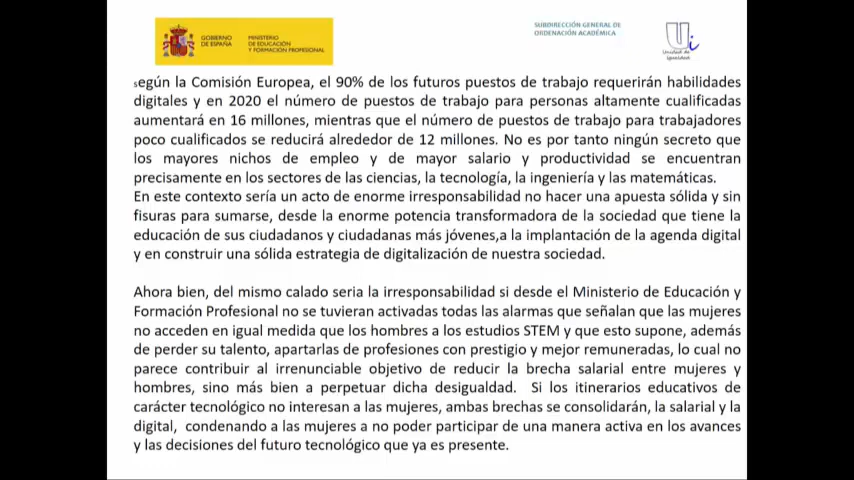 GOBIERNO
DE ESPAÑA
MINISTERIO
DE EDUCACIÓN
Y FORMACIÓN PROFESIONAL
SUBDIRECCIÓN GENERAL DE
ORDENACIÓN ACADÉMICA
Ui
Unidad de
Igualdad
según la Comisión Europea, el 90% de los futuros puestos de trabajo requerirán habilidades
digitales y en 2020 el número de puestos de trabajo para personas altamente cualificadas
aumentará en 16 millones, mientras que el número de puestos de trabajo para trabajadores
poco cualificados se reducirá alrededor de 12 millones. No es por tanto ningún secreto que
los mayores nichos de empleo y de mayor salario y productividad se encuentran
precisamente en los sectores de las ciencias, la tecnología, la ingeniería y las matemáticas.
En este contexto sería un acto de enorme irresponsabilidad no hacer una apuesta sólida y sin
fisuras para sumarse, desde la enorme potencia transformadora de la sociedad que tiene la
educación de sus ciudadanos y ciudadanas más jóvenes,a la implantación de la agenda digital
y en construir una sólida estrategia de digitalización de nuestra sociedad.
Ahora bien, del mismo calado seria la irresponsabilidad si desde el Ministerio de Educación y
Formación Profesional no se tuvieran activadas todas las alarmas que señalan que las mujeres
no acceden en igual medida que los hombres a los estudios STEM y que esto supone, además
de perder su talento, apartarlas de profesiones con prestigio y mejor remuneradas, lo cual no
parece contribuir al irrenunciable objetivo de reducir la brecha salarial entre mujeres y
hombres, sino más bien a perpetuar dicha desigualdad. Si los itinerarios educativos de
carácter tecnológico no interesan a las mujeres, ambas brechas se consolidarán, la salarial y la
digital, condenando a las mujeres a no poder participar de una manera activa en los avances
y las decisiones del futuro tecnológico que ya es presente.